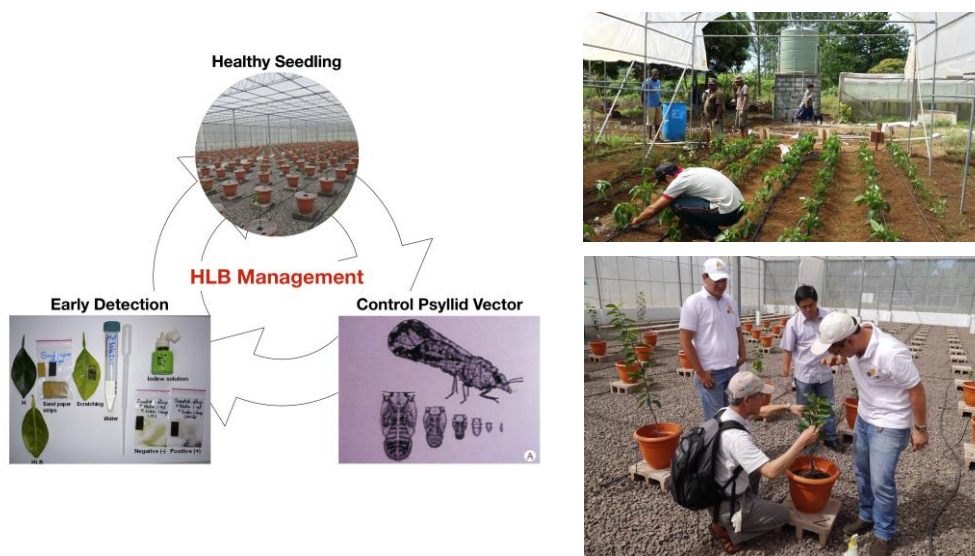 Healthy Seedling
HLB Management
Early Detection
Control Psyllid Vector
N
Sand paper
strips
Scratching
Water
Iodine solution
HLB
Negative (-)
Positive (+)
A